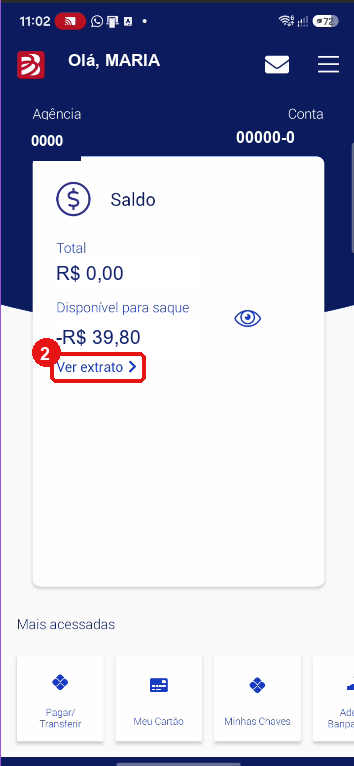 11:02
72
Olá, MARIA
Agência
Conta
0000
00000-0
Saldo
Total
R$ 0,00
Disponível para saque
-R$ 39,80
2
Ver extrato
Mais acessadas
Pagar/
Transferir
Meu Cartão
Minhas Chaves
Ade
Banpa